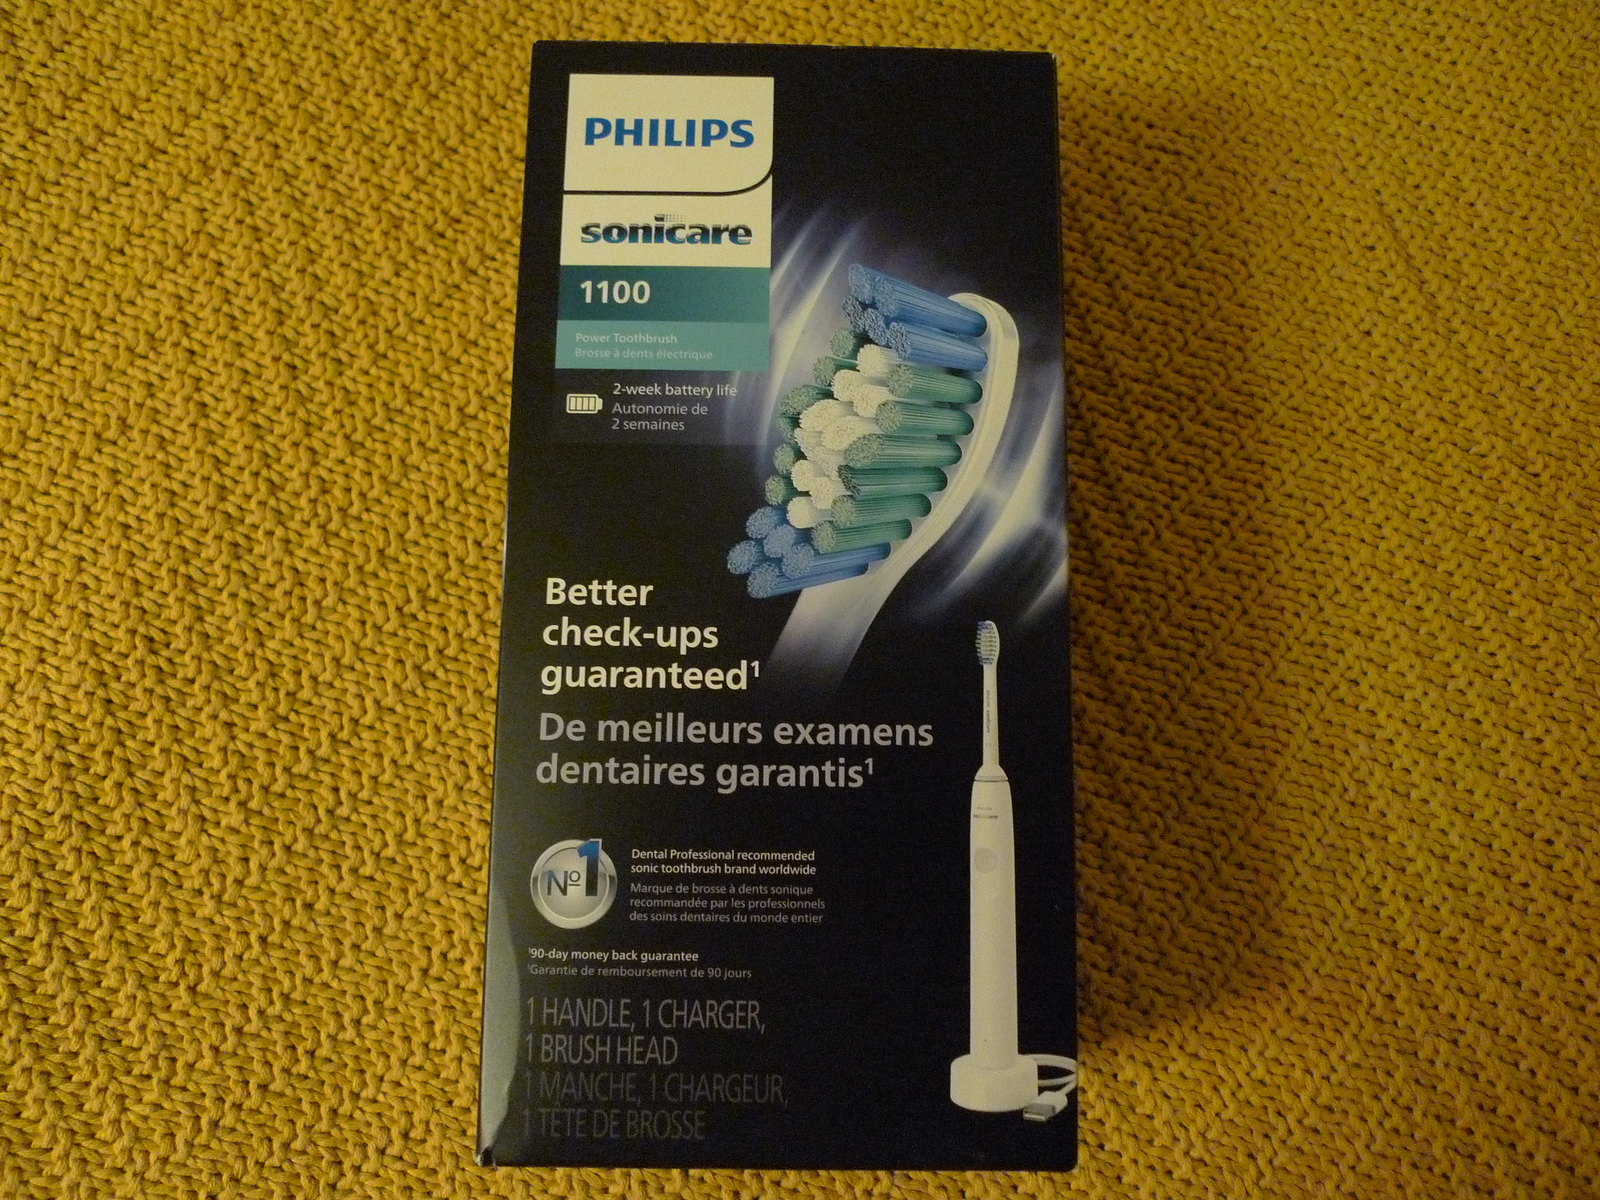 PHILIPS
sonicare
1100
Power Toothbrush
Brosse à dents électrique
2-week battery life
Autonomie de
2 semaines
Better
check-ups
guaranteed¹
De meilleurs examens
dentaires garantis¹
Nº1
Dental Professional recommended
sonic toothbrush brand worldwide
Marque de brosse à dents sonique
recommandée par les professionnels
des soins dentaires du monde entier
¹90-day money back guarantee
¹Garantie de remboursement de 90 jours
1 HANDLE, 1 CHARGER,
1 BRUSH HEAD
1 MANCHE, 1 CHARGEUR,
1 TÊTE DE BROSSE